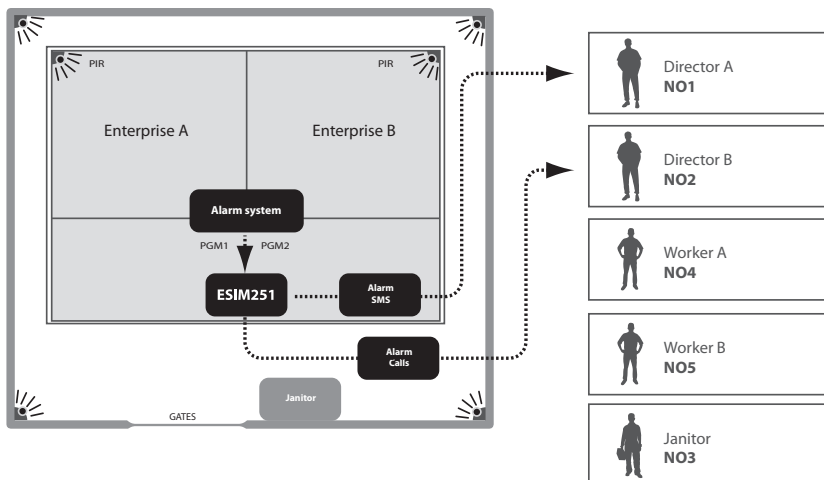 PIR
PIR
Enterprise A
Enterprise B
Alarm system
PGM1
PGM2
ESIM251
Alarm
SMS
Alarm
Calls
Janitor
GATES
Director A
NO1
Director B
NO2
Worker A
NO4
Worker B
NO5
Janitor
NO3